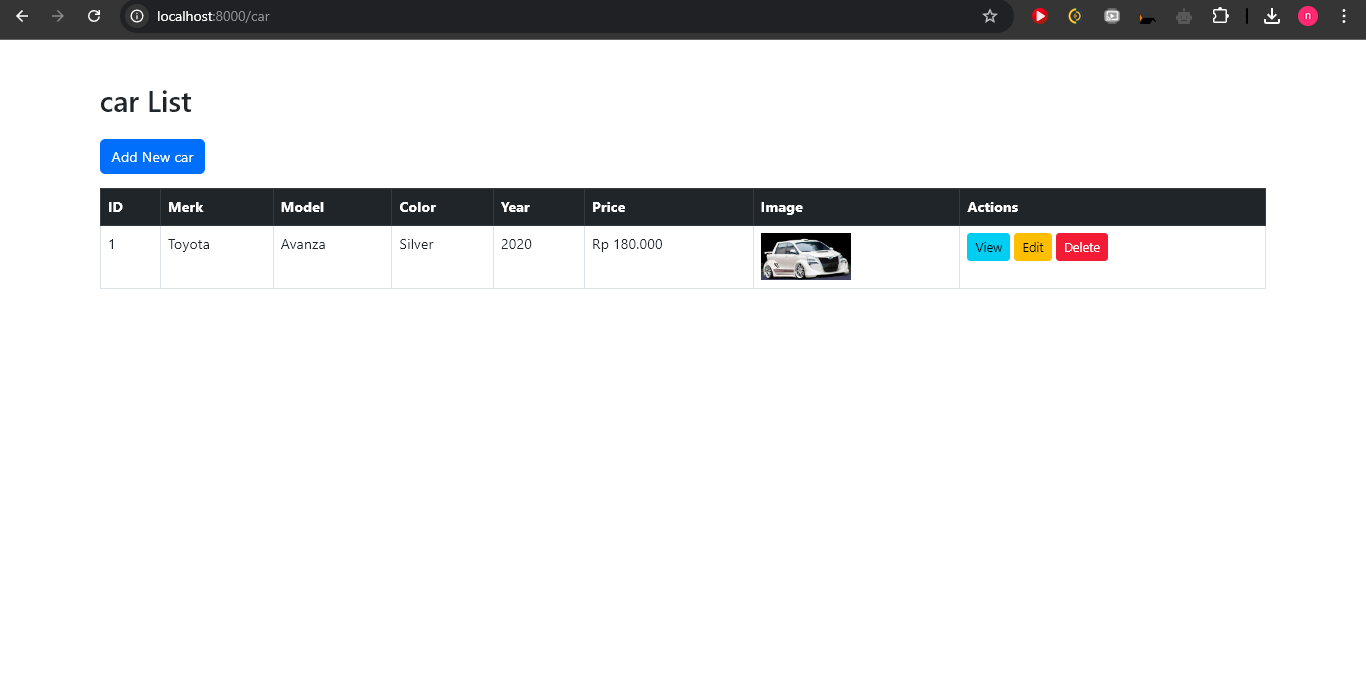 localhost:8000/car
n
car List
Add New car
ID Merk Model Color Year Price Image Actions
1 Toyota Avanza Silver 2020 Rp 180.000 View Edit Delete